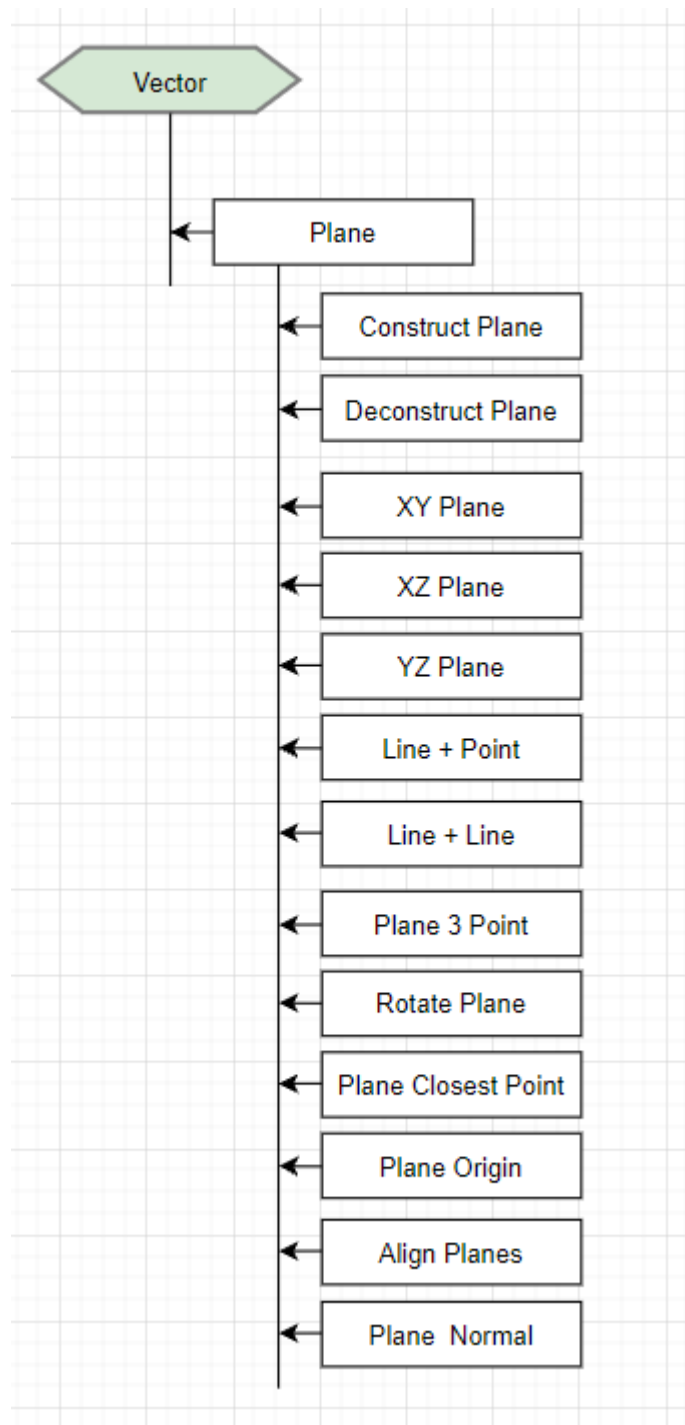 Vector
Plane
Construct Plane
Deconstruct Plane
XY Plane
XZ Plane
YZ Plane
Line + Point
Line + Line
Plane 3 Point
Rotate Plane
Plane Closest Point
Plane Origin
Align Planes
Plane  Normal